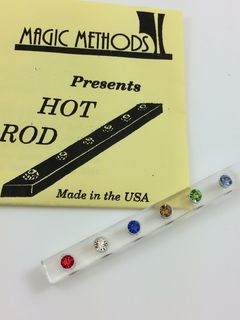 MAGIC METHODS
Presents
HOT
ROD
Made in the USA